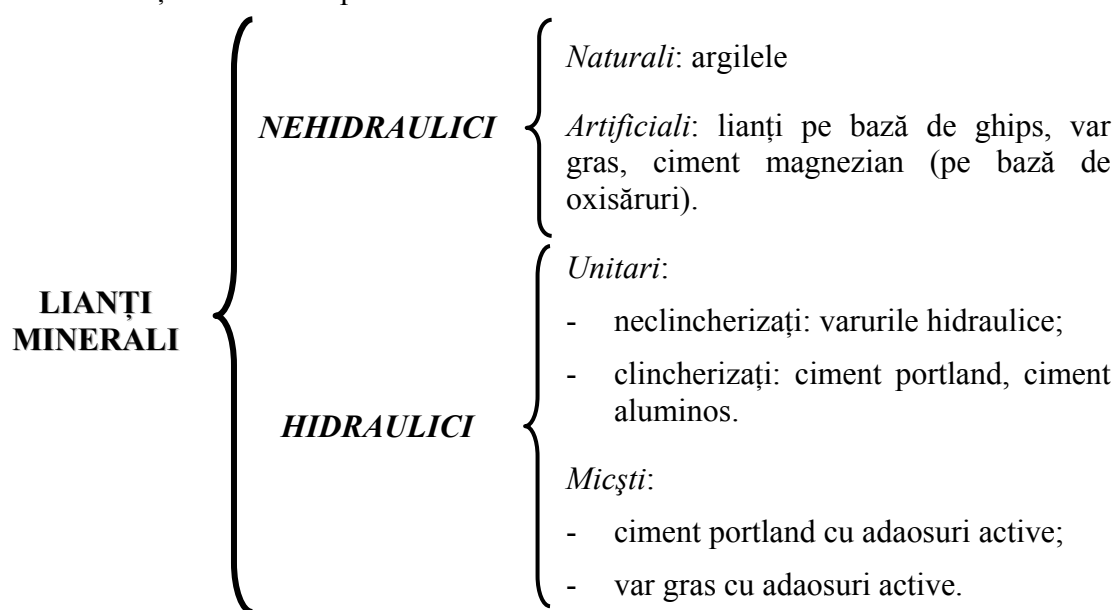 Naturali: argilele
NEHIDRAULICI
Artificiali: lianți pe bază de ghips, var
gras, ciment magnezian (pe bază de
oxisăruri).
LIANȚI
MINERALI
Unitari:
- neclincherizați: varurile hidraulice;
- clincherizați: ciment portland, ciment
aluminos.
HIDRAULICI
Micşti:
- ciment portland cu adaosuri active;
- var gras cu adaosuri active.